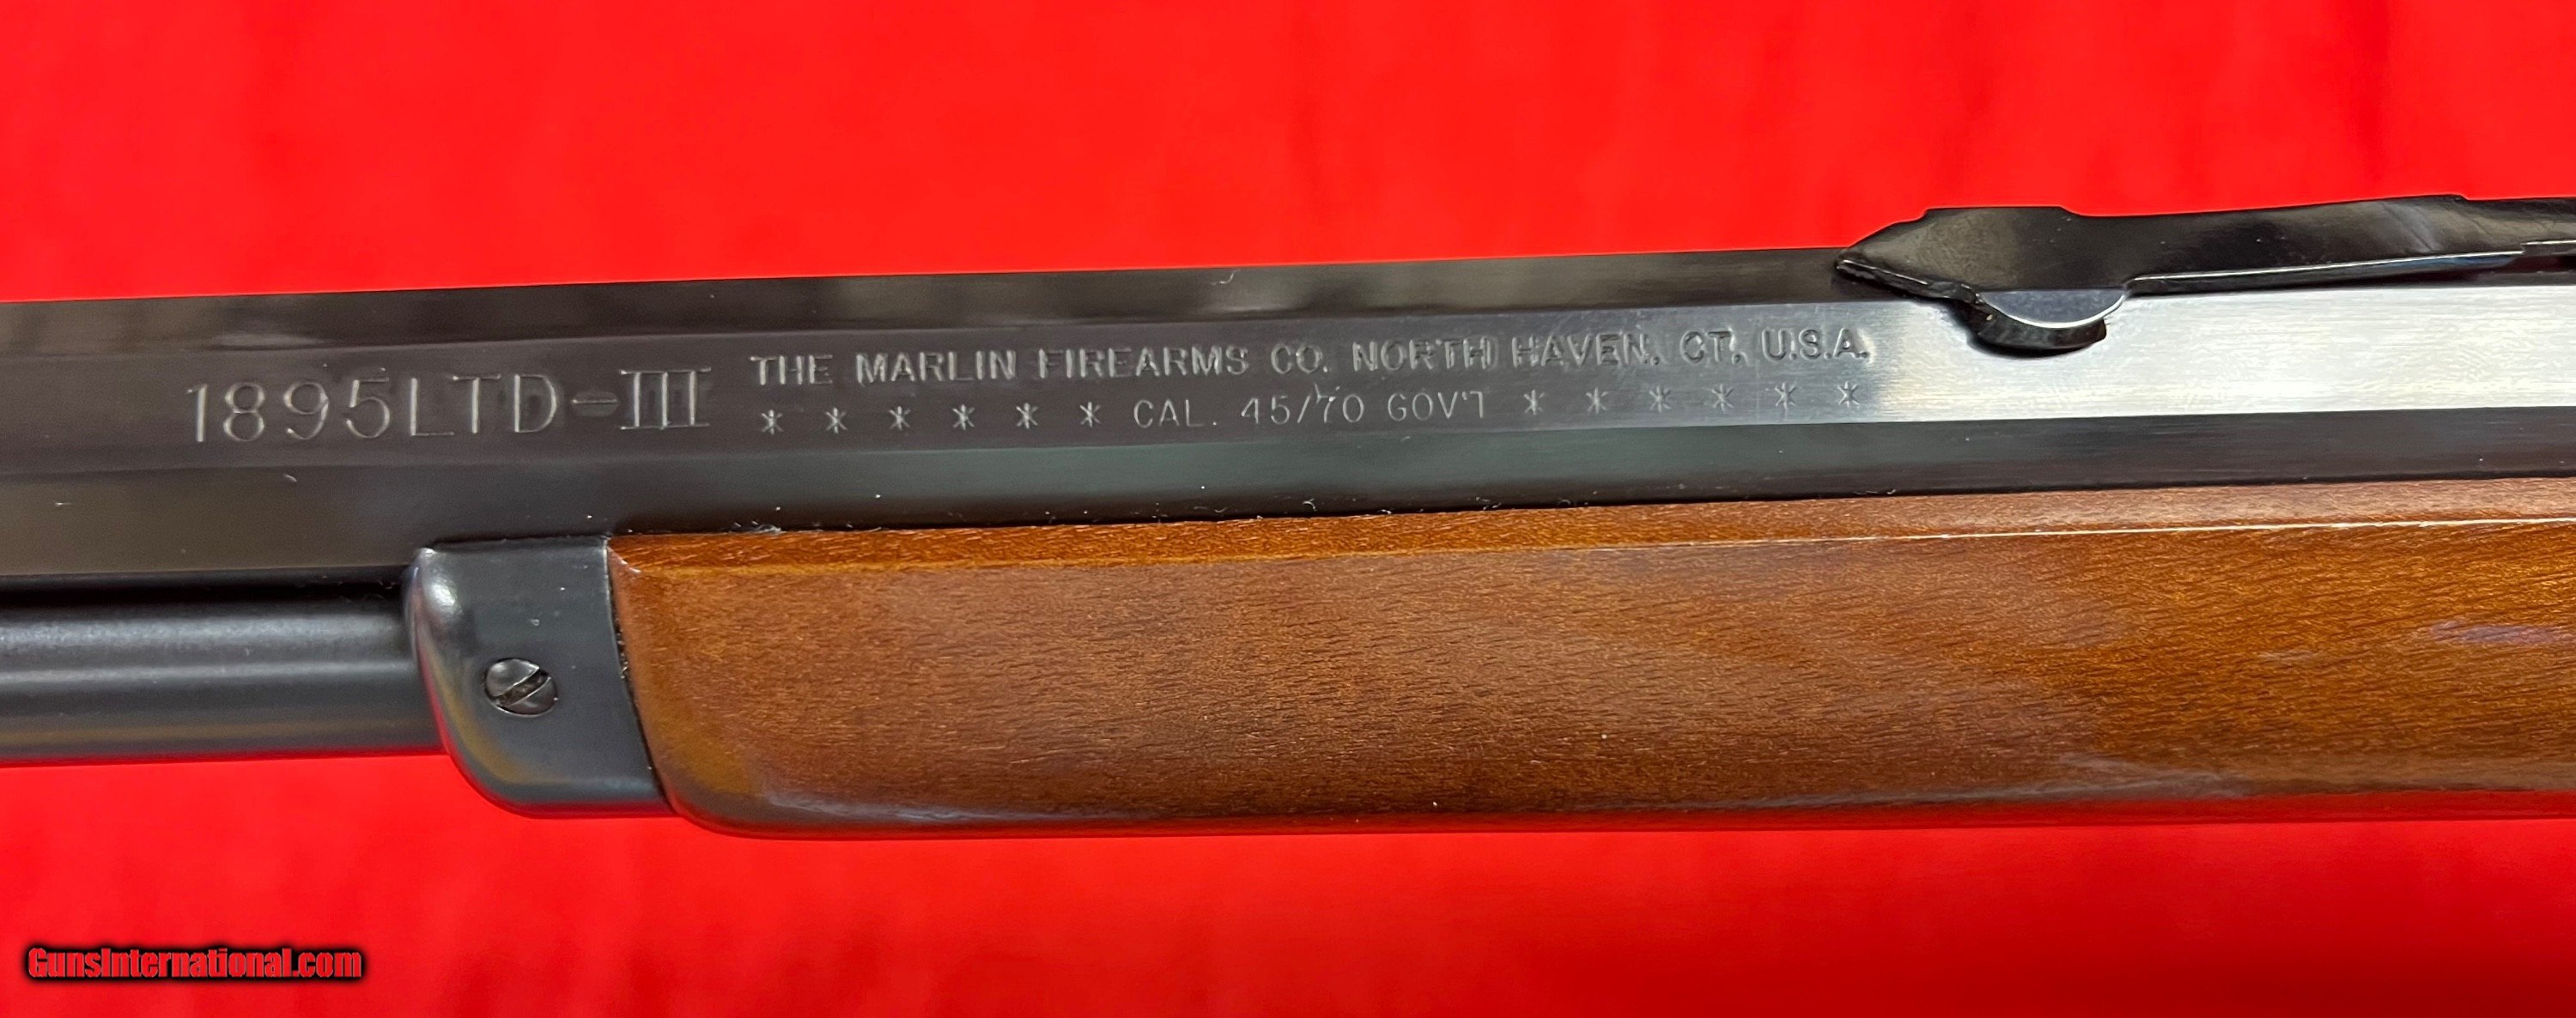 1895LTD-III
THE MARLIN FIREARMS CO. NORTH HAVEN, CT. U.S.A.
* * * * * * CAL. 45/70 GOV'T * * * * * *
GunsInternational.com